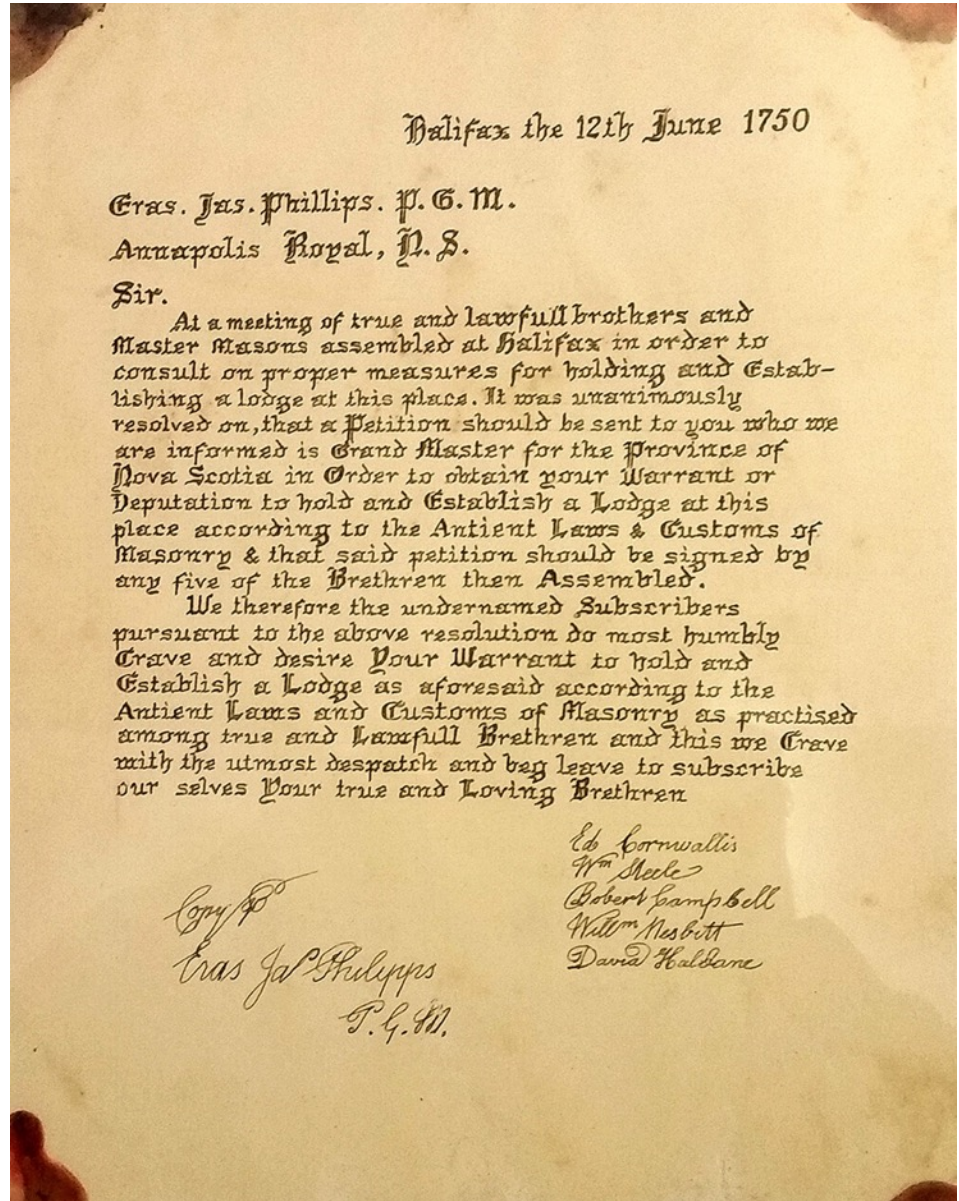 Halifax the 12th June 1750
Eras. Jas. Phillips. P. G. M.
Annapolis Royal, N. S.
Sir.
At a meeting of true and lawfull brothers and
Master Masons assembled at Halifax in order to
consult on proper measures for holding and Estab-
lishing a lodge at this place. It was unanimously
resolved on, that a Petition should be sent to you who we
are informed is Grand Master for the Province of
Nova Scotia in Order to obtain your Warrant or
Deputation to hold and Establish a Lodge at this
place according to the Antient Laws & Customs of
Masonry & that said petition should be signed by
any five of the Brethren then Assembled.
We therefore the undernamed Subscribers
pursuant to the above resolution do most humbly
Crave and desire Your Warrant to hold and
Establish a Lodge as aforesaid according to the
Antient Laws and Customs of Masonry as practised
among true and Lawfull Brethren and this we Crave
with the utmost despatch and beg leave to subscribe
our selves Your true and Loving Brethren
Ed Cornwallis
Wm Steele
Robert Campbell
Willm Nesbitt
David Haldane
Copy
Eras Jas Philipps
P. G. M.